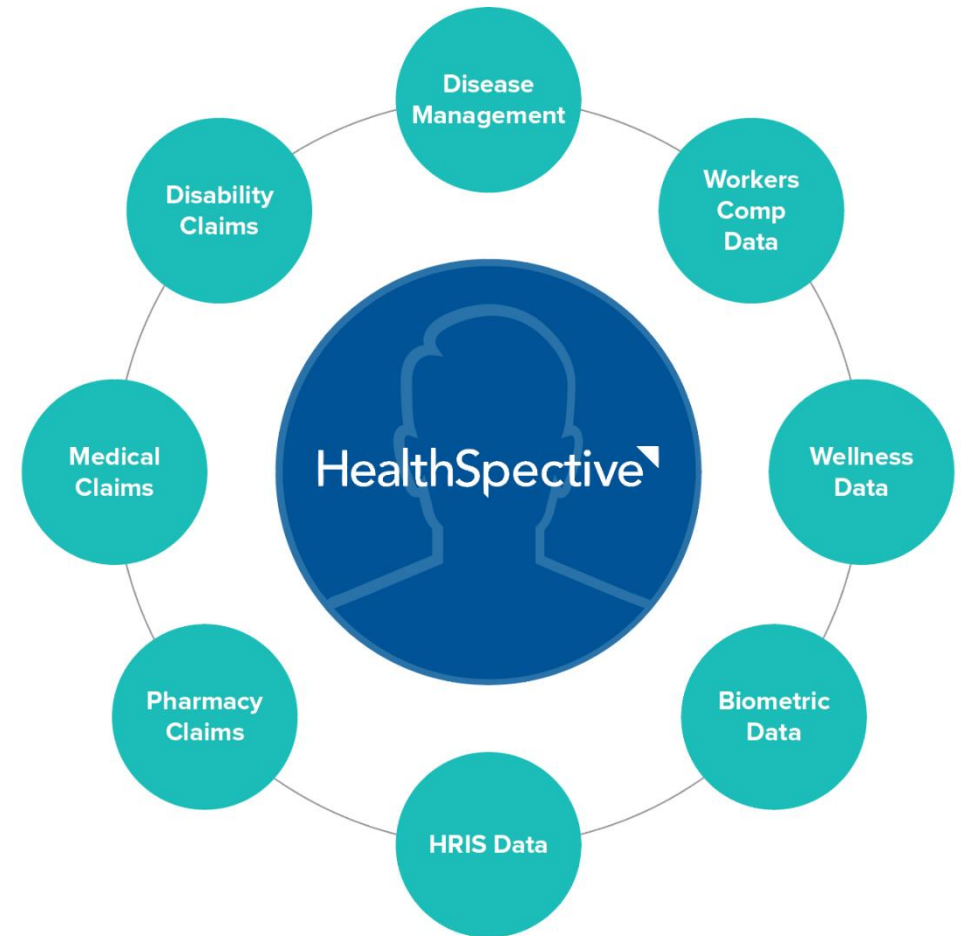 Disease
Management
Workers
Comp
Data
Wellness
Data
Biometric
Data
HRIS Data
Pharmacy
Claims
Medical
Claims
Disability
Claims
HealthSpective